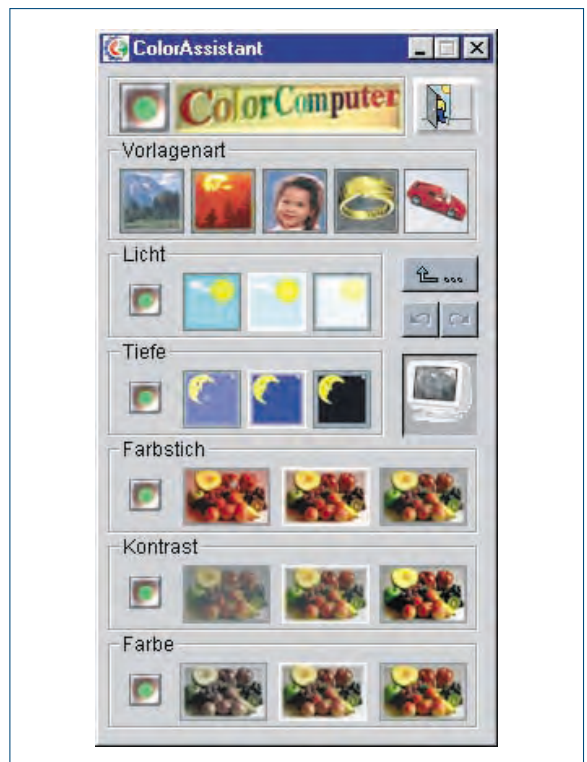 ColorAssistant
ColorComputer
Vorlagenart
Licht
...
Tiefe
Farbstich
Kontrast
Farbe